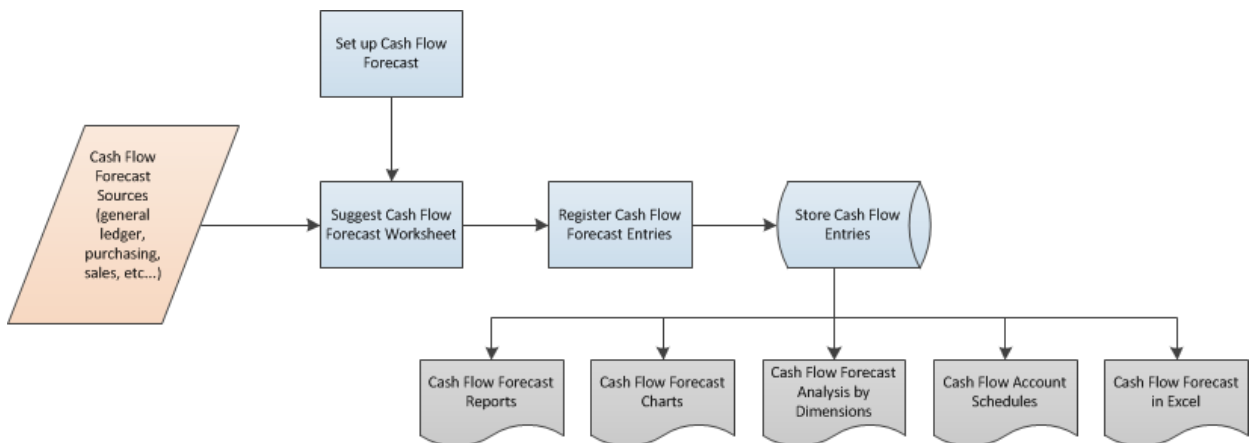 Set up Cash Flow
Forecast
Cash Flow
Forecast
Sources
(general
ledger,
purchasing,
sales, etc...)
Suggest Cash Flow
Forecast Worksheet
Register Cash Flow
Forecast Entries
Store Cash Flow
Entries
Cash Flow Forecast
Reports
Cash Flow Forecast
Charts
Cash Flow Forecast
Analysis by
Dimensions
Cash Flow Account
Schedules
Cash Flow Forecast
in Excel